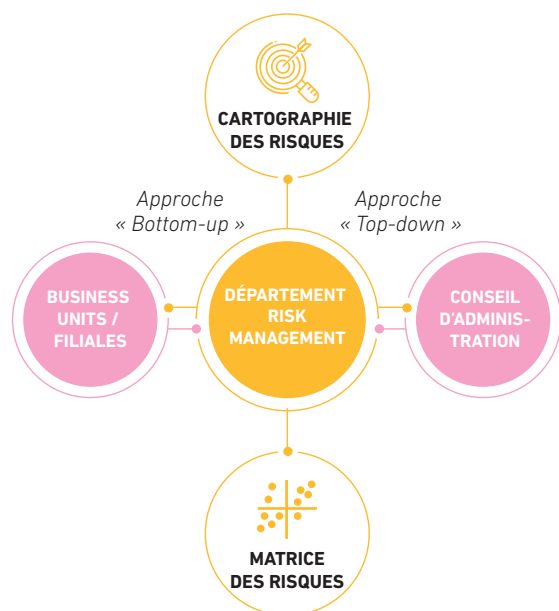 CARTOGRAPHIE
DES RISQUES
Approche
« Bottom-up »
Approche
« Top-down »
BUSINESS
UNITS /
FILIALES
DÉPARTEMENT
RISK
MANAGEMENT
CONSEIL
D’ADMINIS-
TRATION
MATRICE
DES RISQUES